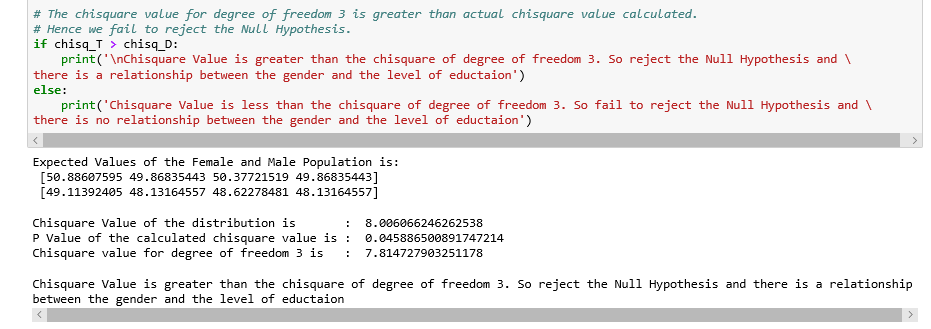 # The chisquare value for degree of freedom 3 is greater than actual chisquare value calculated.
# Hence we fail to reject the Null Hypothesis.
if chisq_T > chisq_D:
    print('\nChisquare Value is greater than the chisquare of degree of freedom 3. So reject the Null Hypothesis and \
there is a relationship between the gender and the level of eductaion')
else:
    print('Chisquare Value is less than the chisquare of degree of freedom 3. So fail to reject the Null Hypothesis and \
there is no relationship between the gender and the level of eductaion')
Expected Values of the Female and Male Population is:
 [50.88607595 49.86835443 50.37721519 49.86835443]
 [49.11392405 48.13164557 48.62278481 48.13164557]
Chisquare Value of the distribution is       :  8.006066246262538
P Value of the calculated chisquare value is :  0.045886500891747214
Chisquare value for degree of freedom 3 is   :  7.814727903251178
Chisquare Value is greater than the chisquare of degree of freedom 3. So reject the Null Hypothesis and there is a relationship
between the gender and the level of eductaion